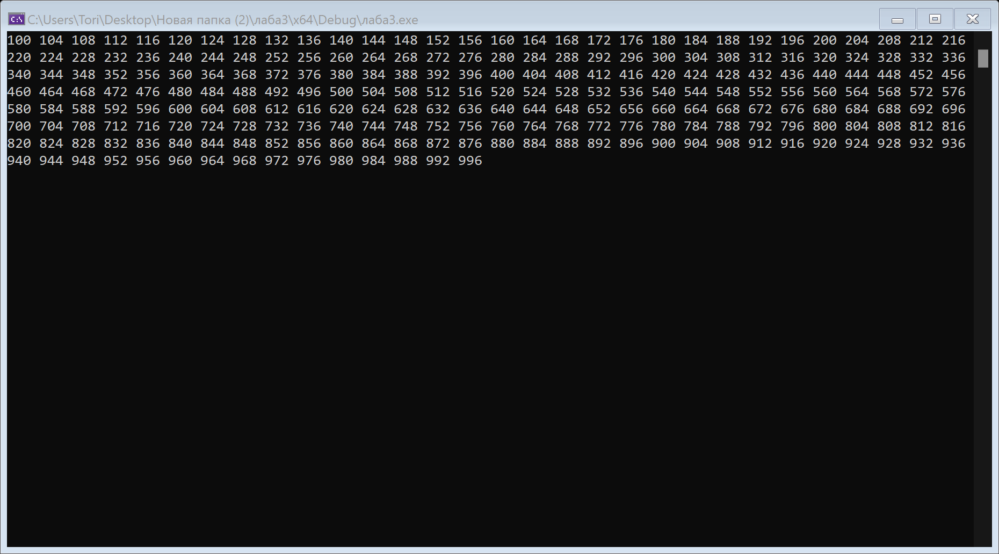 C:\Users\Tori\Desktop\Новая папка (2)\лаба3\x64\Debug\лаба3.exe
100 104 108 112 116 120 124 128 132 136 140 144 148 152 156 160 164 168 172 176 180 184 188 192 196 200 204 208 212 216
220 224 228 232 236 240 244 248 252 256 260 264 268 272 276 280 284 288 292 296 300 304 308 312 316 320 324 328 332 336
340 344 348 352 356 360 364 368 372 376 380 384 388 392 396 400 404 408 412 416 420 424 428 432 436 440 444 448 452 456
460 464 468 472 476 480 484 488 492 496 500 504 508 512 516 520 524 528 532 536 540 544 548 552 556 560 564 568 572 576
580 584 588 592 596 600 604 608 612 616 620 624 628 632 636 640 644 648 652 656 660 664 668 672 676 680 684 688 692 696
700 704 708 712 716 720 724 728 732 736 740 744 748 752 756 760 764 768 772 776 780 784 788 792 796 800 804 808 812 816
820 824 828 832 836 840 844 848 852 856 860 864 868 872 876 880 884 888 892 896 900 904 908 912 916 920 924 928 932 936
940 944 948 952 956 960 964 968 972 976 980 984 988 992 996